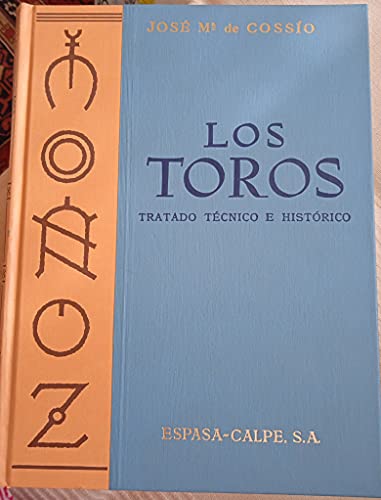 JOSÉ Mª de COSSÍO
LOS
TOROS
TRATADO TÉCNICO E HISTÓRICO
ESPASA-CALPE, S.A.